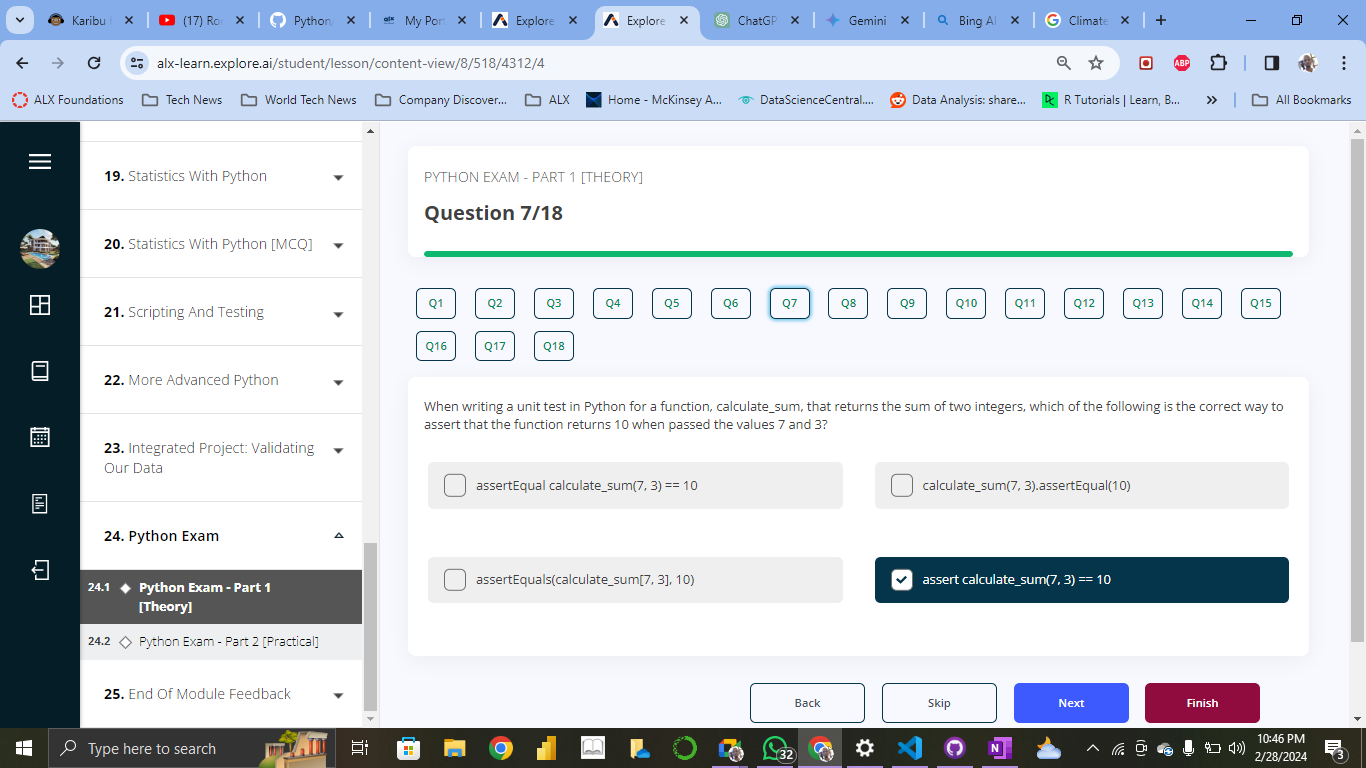 Karibu
(17) Ro
Python
My Por
Explore
Explore
ChatGP
Gemini
Bing AI
Climate
alx-learn.explore.ai/student/lesson/content-view/8/518/4312/4
ABP
ALX Foundations
Tech News
World Tech News
Company Discover...
ALX
Home - McKinsey A...
DataScienceCentral....
Data Analysis: share...
R Tutorials | Learn, B...
All Bookmarks
19. Statistics With Python
20. Statistics With Python [MCQ]
21. Scripting And Testing
22. More Advanced Python
23. Integrated Project: Validating
Our Data
24. Python Exam
24.1 Python Exam - Part 1
[Theory]
24.2 Python Exam - Part 2 [Practical]
25. End Of Module Feedback
PYTHON EXAM - PART 1 [THEORY]
Question 7/18
Q1 Q2 Q3 Q4 Q5 Q6 Q7 Q8 Q9 Q10 Q11 Q12 Q13 Q14 Q15
Q16 Q17 Q18
When writing a unit test in Python for a function, calculate_sum, that returns the sum of two integers, which of the following is the correct way to
assert that the function returns 10 when passed the values 7 and 3?
assertEqual calculate_sum(7, 3) == 10
calculate_sum(7, 3).assertEqual(10)
assertEquals(calculate_sum[7, 3], 10)
assert calculate_sum(7, 3) == 10
Back
Skip
Next
Finish
Type here to search
32
10:46 PM
2/28/2024
3